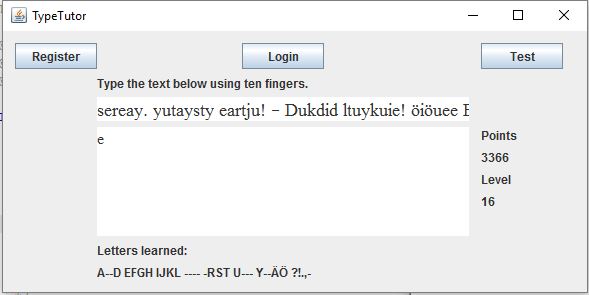 TypeTutor
Register Login Test
Type the text below using ten fingers.
sereay. yutaysty eartju! - Dukdid ltuykuie! öiöuee E
e
Points
3366
Level
16
Letters learned:
A--D EFGH IJKL ---- -RST U--- Y--ÄÖ ?!.,-